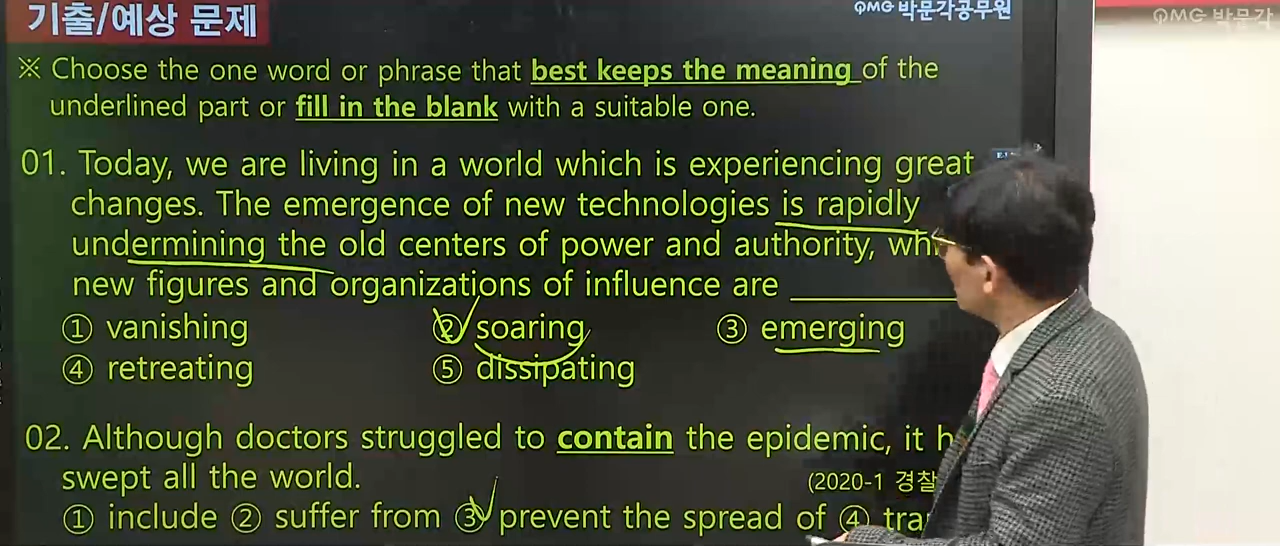 기출/예상 문제
QMG 박문각공무원
QMG 박문각
※ Choose the one word or phrase that best keeps the meaning of the
underlined part or fill in the blank with a suitable one.
01. Today, we are living in a world which is experiencing great
changes. The emergence of new technologies is rapidly
undermining the old centers of power and authority,
new figures and organizations of influence are ____________
① vanishing ② soaring ③ emerging
④ retreating ⑤ dissipating
02. Although doctors struggled to contain the epidemic, it
swept all the world.
(2020-1 경찰
① include ② suffer from ③ prevent the spread of ④